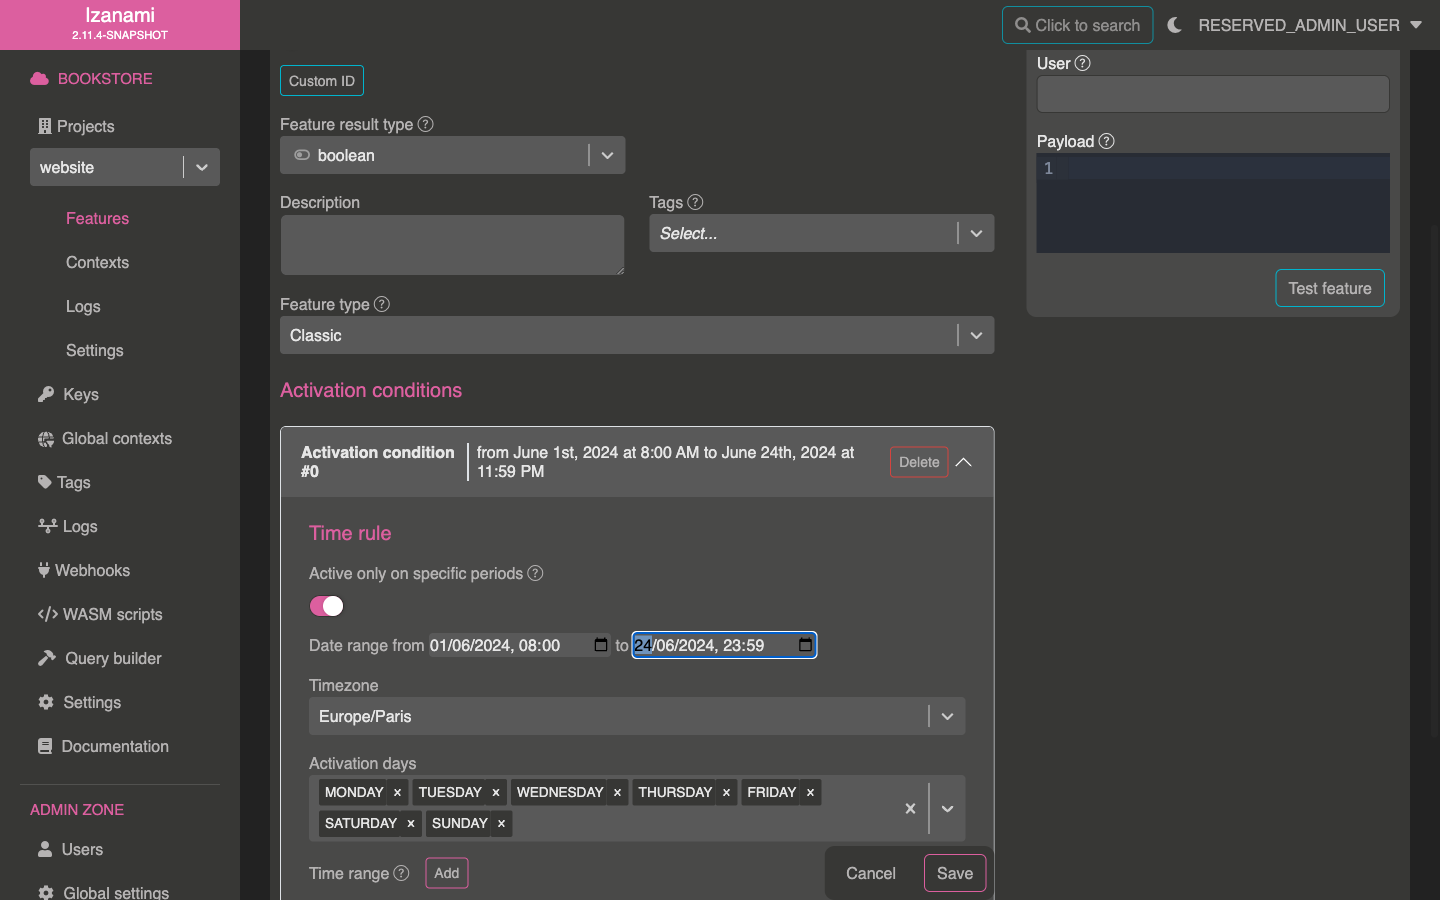 Izanami
2.11.4-SNAPSHOT
Click to search
RESERVED_ADMIN_USER
BOOKSTORE
Projects
website
Features
Contexts
Logs
Settings
Keys
Global contexts
Tags
Logs
Webhooks
WASM scripts
Query builder
Settings
Documentation
ADMIN ZONE
Users
Global settings
Custom ID
Feature result type
boolean
Description
Tags
Select...
Feature type
Classic
Activation conditions
Activation condition
#0
from June 1st, 2024 at 8:00 AM to June 24th, 2024 at
11:59 PM
Delete
Time rule
Active only on specific periods
Date range from 01/06/2024, 08:00 to 24/06/2024, 23:59
Timezone
Europe/Paris
Activation days
MONDAY × TUESDAY × WEDNESDAY × THURSDAY × FRIDAY ×
SATURDAY × SUNDAY ×
Time range
Add
Cancel
Save
User
Payload
1
Test feature